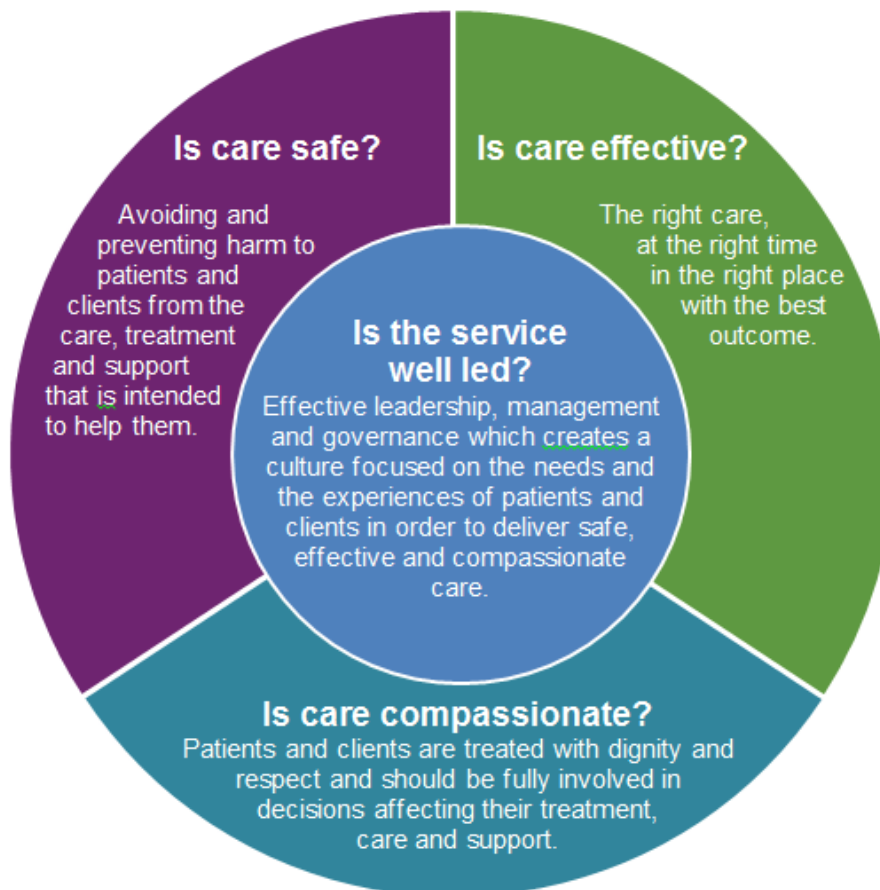 Is care safe?
Avoiding and
preventing harm to
patients and
clients from the
care, treatment
and support
that is intended
to help them.
Is care effective?
The right care,
at the right time
in the right place
with the best
outcome.
Is the service
well led?
Effective leadership, management
and governance which creates a
culture focused on the needs and
the experiences of patients and
clients in order to deliver safe,
effective and compassionate
care.
Is care compassionate?
Patients and clients are treated with dignity and
respect and should be fully involved in
decisions affecting their treatment,
care and support.